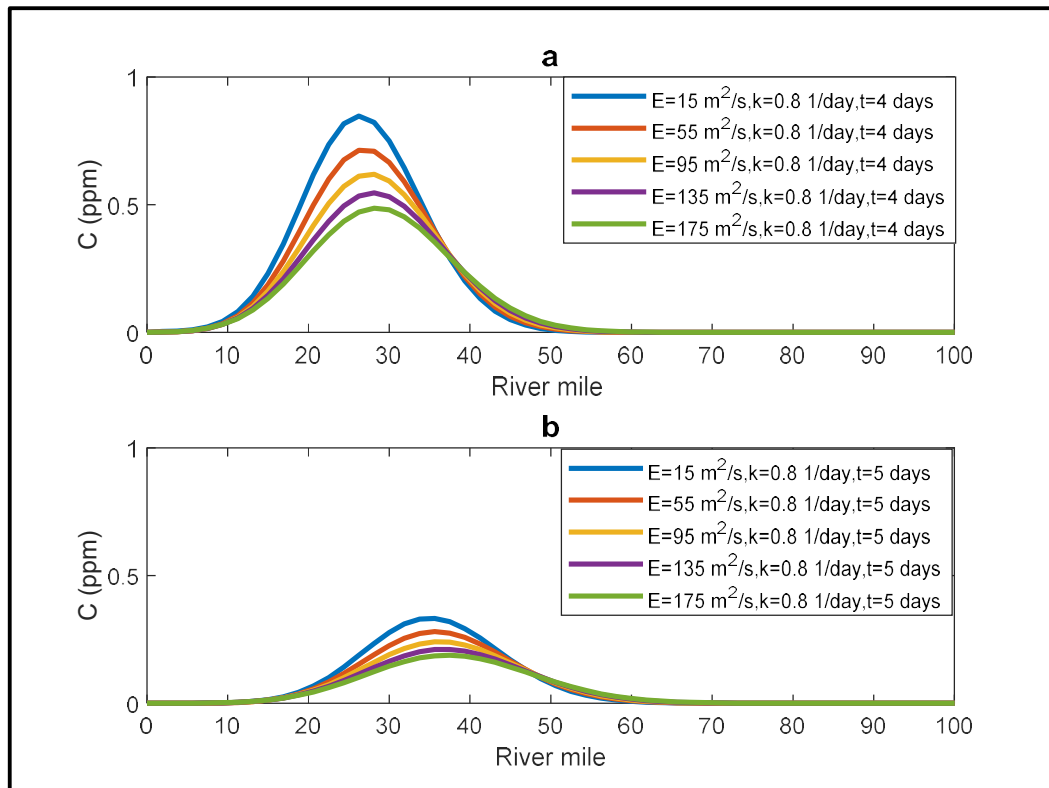 a
1
0.5
0
C (ppm)
E=15 m²/s,k=0.8 1/day,t=4 days
E=55 m²/s,k=0.8 1/day,t=4 days
E=95 m²/s,k=0.8 1/day,t=4 days
E=135 m²/s,k=0.8 1/day,t=4 days
E=175 m²/s,k=0.8 1/day,t=4 days
0 10 20 30 40 50 60 70 80 90 100
River mile
b
1
0.5
0
C (ppm)
E=15 m²/s,k=0.8 1/day,t=5 days
E=55 m²/s,k=0.8 1/day,t=5 days
E=95 m²/s,k=0.8 1/day,t=5 days
E=135 m²/s,k=0.8 1/day,t=5 days
E=175 m²/s,k=0.8 1/day,t=5 days
0 10 20 30 40 50 60 70 80 90 100
River mile